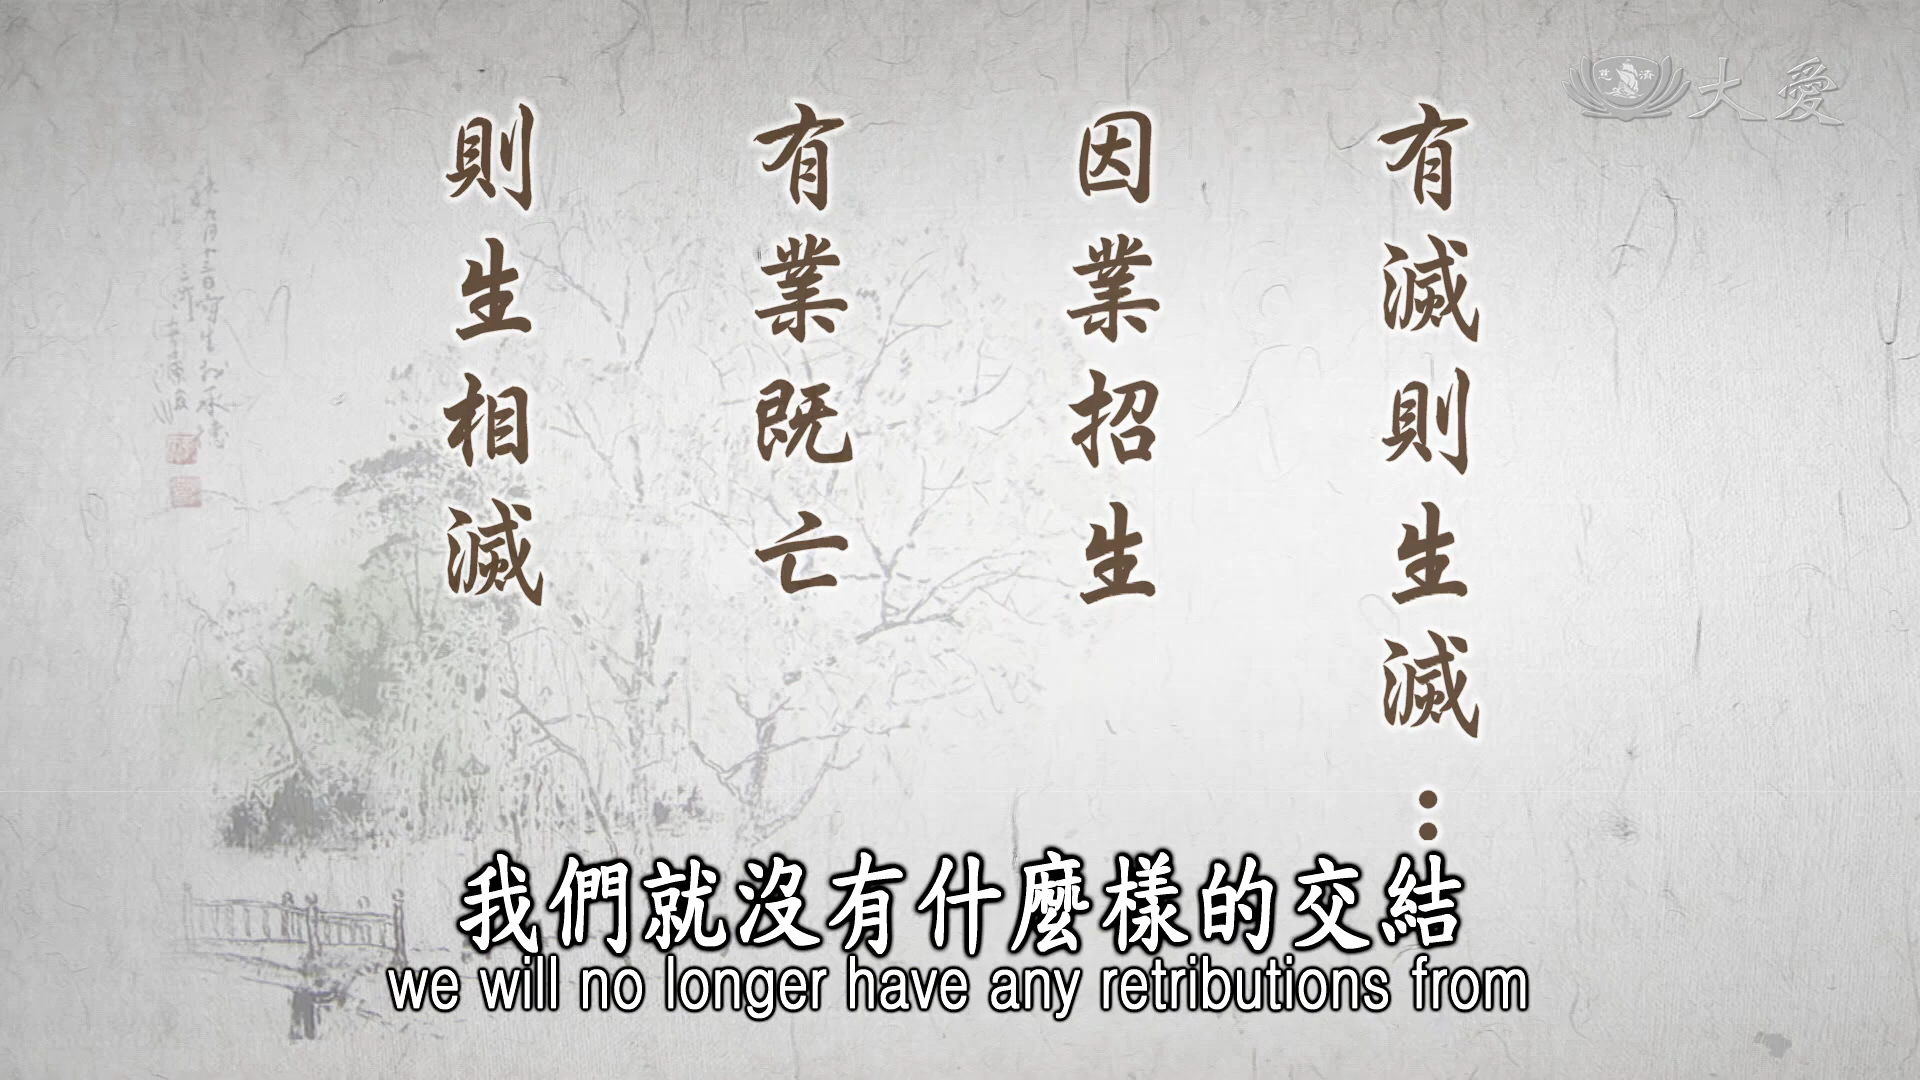 大愛
慈濟
有滅則生滅：
因業招生
有業既亡
則生相滅
我們就沒有什麼樣的交結
we will no longer have any retributions from